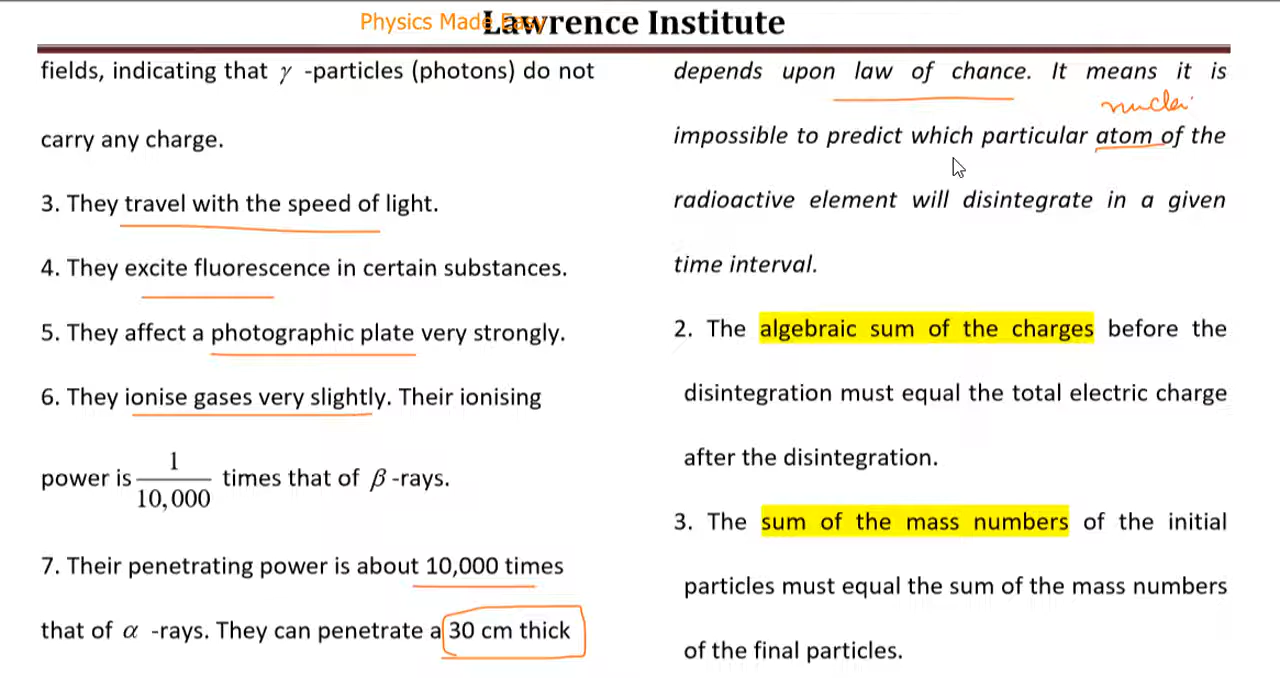 Physics Made Easy
Lawrence Institute
fields, indicating that γ -particles (photons) do not
carry any charge.
3. They travel with the speed of light.
4. They excite fluorescence in certain substances.
5. They affect a photographic plate very strongly.
6. They ionise gases very slightly. Their ionising
power is 1/10,000 times that of β -rays.
7. Their penetrating power is about 10,000 times
that of α -rays. They can penetrate a 30 cm thick
depends upon law of chance. It means it is
nuclei
impossible to predict which particular atom of the
radioactive element will disintegrate in a given
time interval.
2. The algebraic sum of the charges before the
disintegration must equal the total electric charge
after the disintegration.
3. The sum of the mass numbers of the initial
particles must equal the sum of the mass numbers
of the final particles.